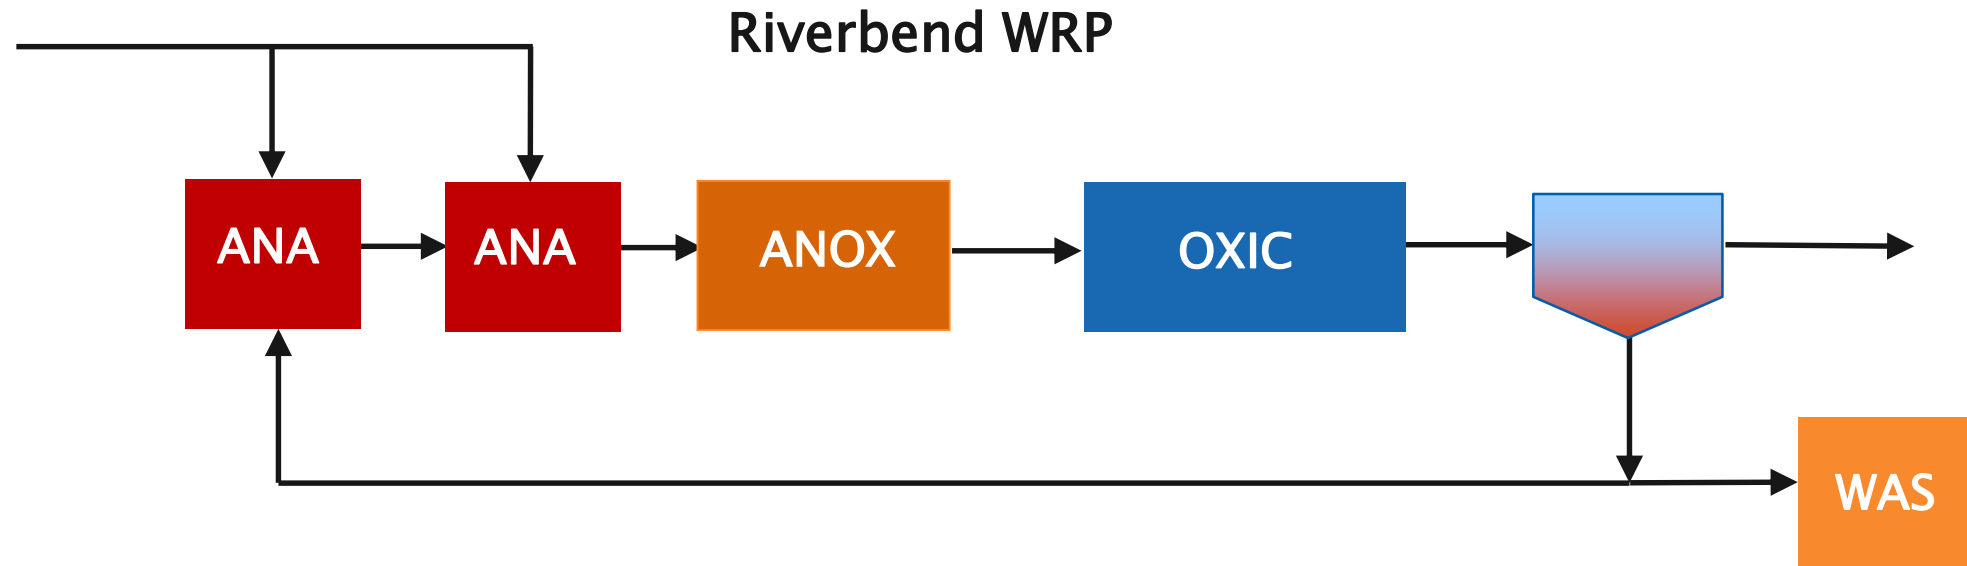 Riverbend WRP
ANA
ANA
ANOX
OXIC
WAS